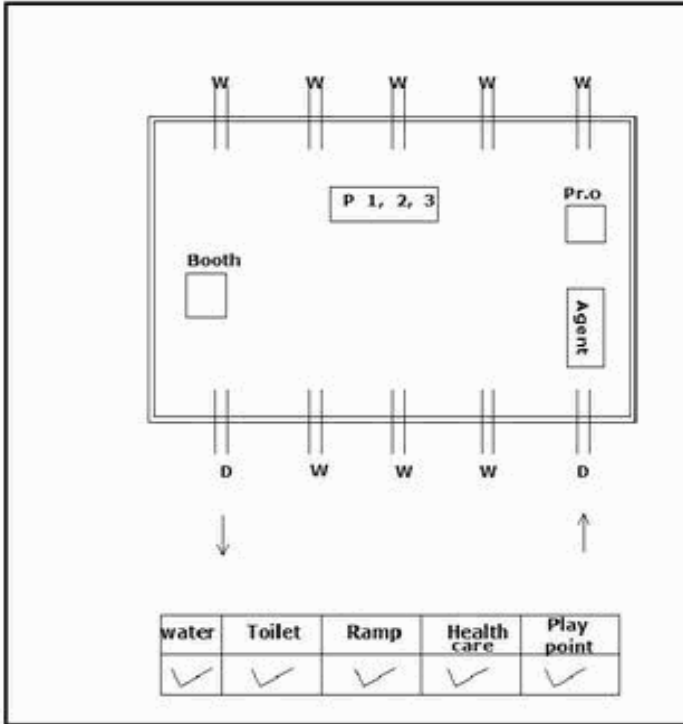 W W W W W
P 1, 2, 3
Pr.o
Booth
Agent
D W W W D
water Toilet Ramp Health care Play point